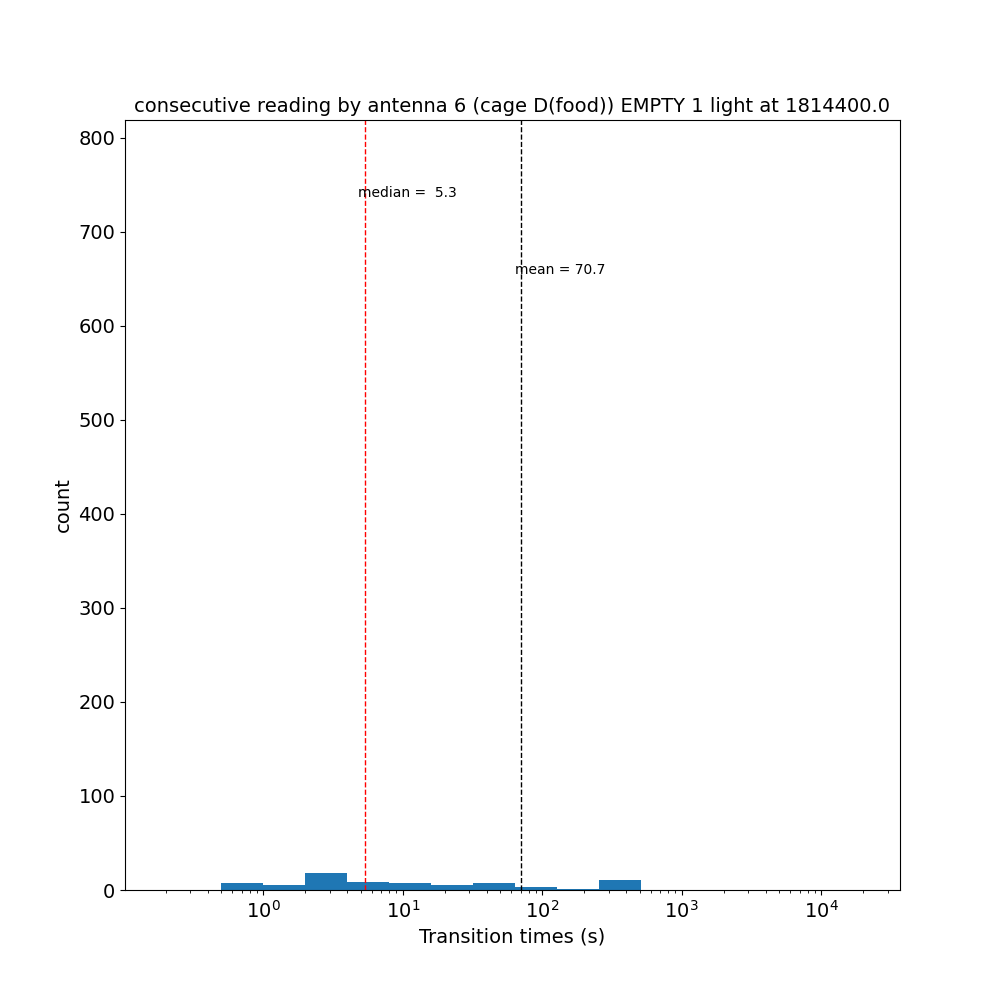 consecutive reading by antenna 6 (cage D(food)) EMPTY 1 light at 1814400.0
800
median =  5.3
700
mean = 70.7
600
500
400
count
300
200
100
0
10⁰ 10¹ 10² 10³ 10⁴
Transition times (s)